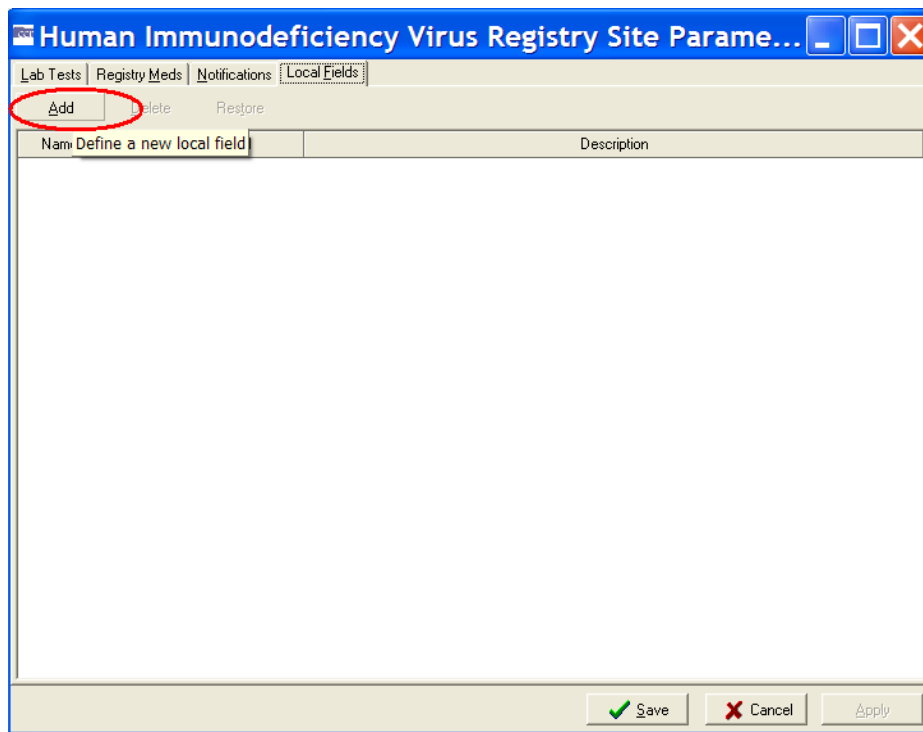 Human Immunodeficiency Virus Registry Site Parame...
Lab Tests Registry Meds Notifications Local Fields
Add Delete Restore
Define a new local field
Description
Save Cancel Apply